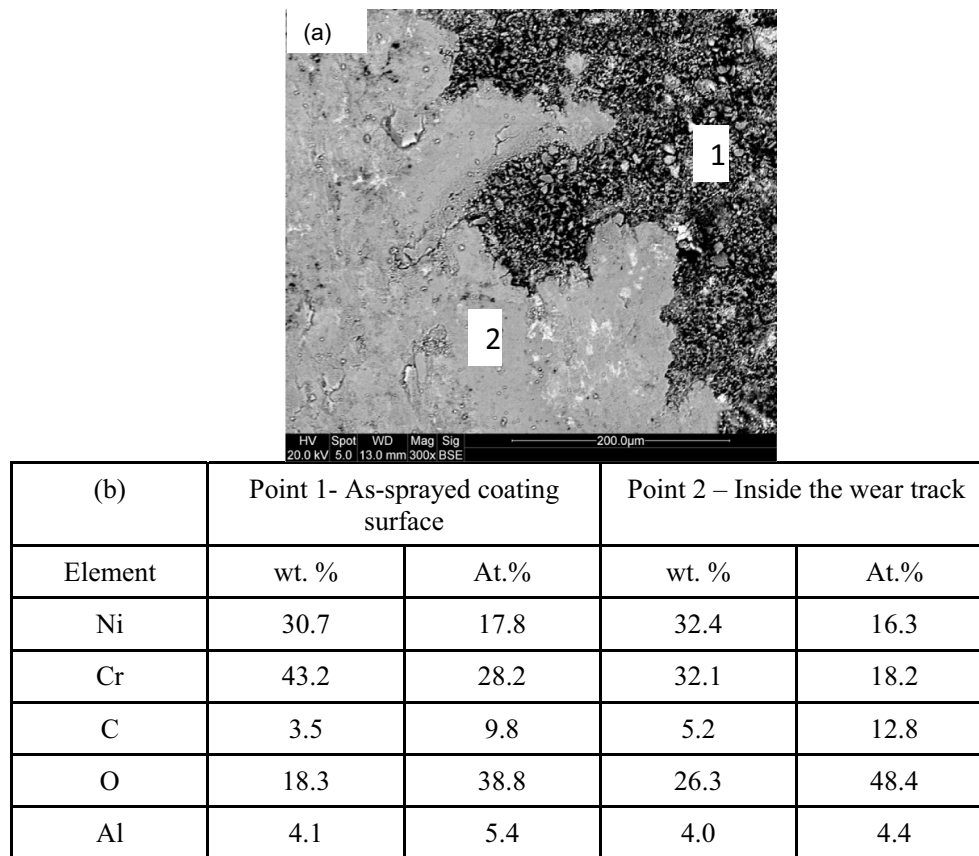 (a)
1
2
HV Spot WD Mag Sig 200.0µm
20.0 kV 5.0 13.0 mm 300x BSE
(b) Point 1- As-sprayed coating surface Point 2 – Inside the wear track
Element wt. % At.% wt. % At.%
Ni 30.7 17.8 32.4 16.3
Cr 43.2 28.2 32.1 18.2
C 3.5 9.8 5.2 12.8
O 18.3 38.8 26.3 48.4
Al 4.1 5.4 4.0 4.4